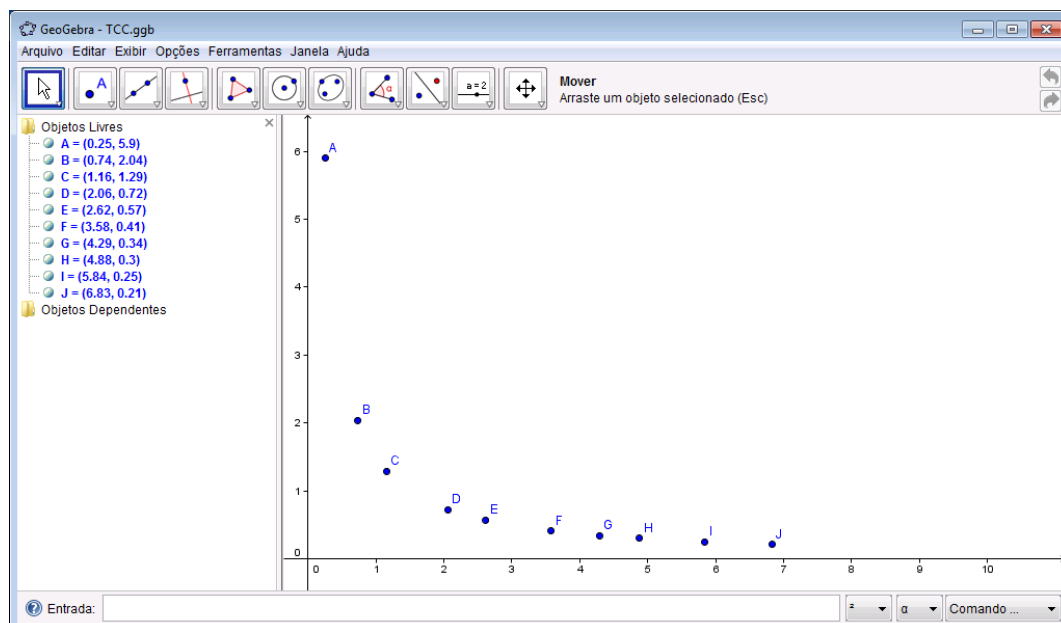 GeoGebra - TCC.ggb
Arquivo Editar Exibir Opções Ferramentas Janela Ajuda
A α a = 2 Mover
Arraste um objeto selecionado (Esc)
Objetos Livres
A = (0.25, 5.9)
B = (0.74, 2.04)
C = (1.16, 1.29)
D = (2.06, 0.72)
E = (2.62, 0.57)
F = (3.58, 0.41)
G = (4.29, 0.34)
H = (4.88, 0.3)
I = (5.84, 0.25)
J = (6.83, 0.21)
Objetos Dependentes
6
A
5
4
3
2
B
C
1
D
E
F
G
H
I
J
0
0 1 2 3 4 5 6 7 8 9 10
Entrada: ² α Comando ...